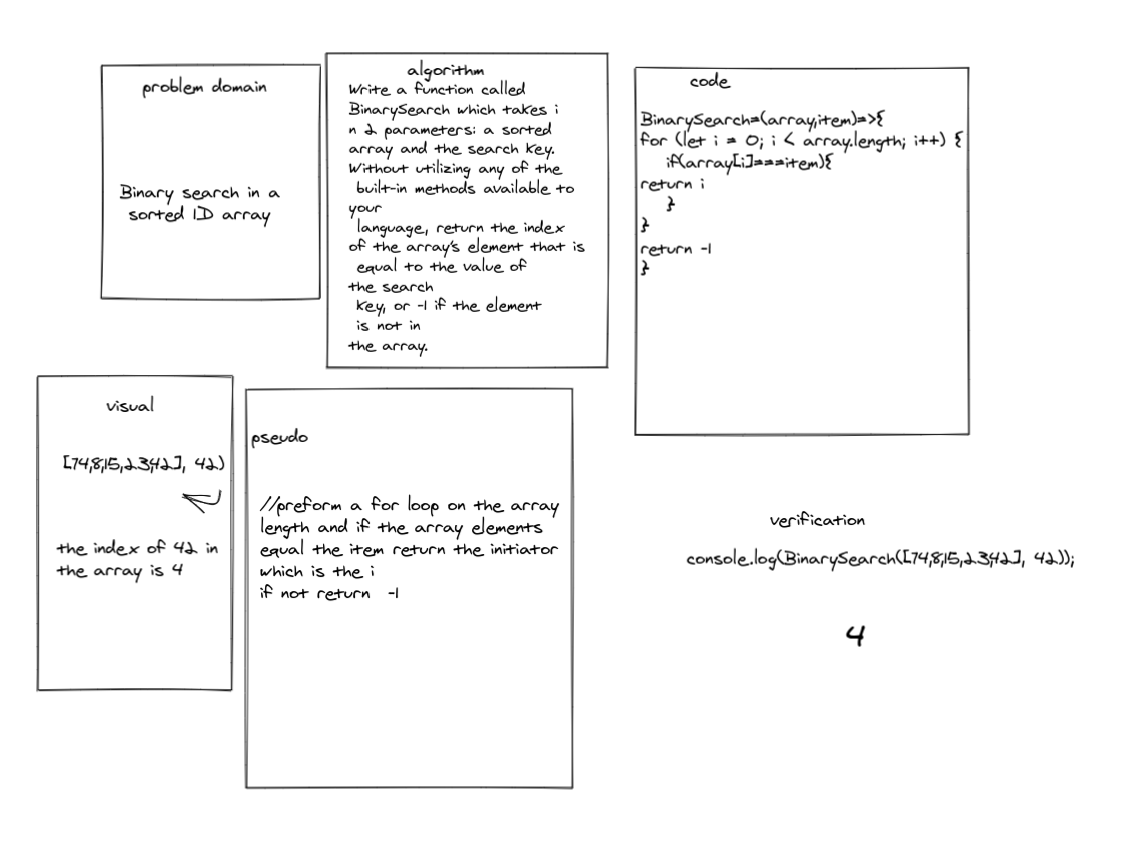 problem domain
Binary search in a
sorted 1D array
algorithm
Write a function called
BinarySearch which takes i
n 2 parameters: a sorted
array and the search key.
Without utilizing any of the
built-in methods available to
your
language, return the index
of the array's element that is
equal to the value of
the search
key, or -1 if the element
is not in
the array.
code
BinarySearch=(array,item)=>{
for (let i = 0; i < array.length; i++) {
if(array[i]===item){
return i
}
}
return -1
}
visual
[74,8,15,23,42], 42)
the index of 42 in
the array is 4
pseudo
//preform a for loop on the array
length and if the array elements
equal the item return the initiator
which is the i
if not return -1
verification
console.log(BinarySearch([74,8,15,23,42], 42));
4